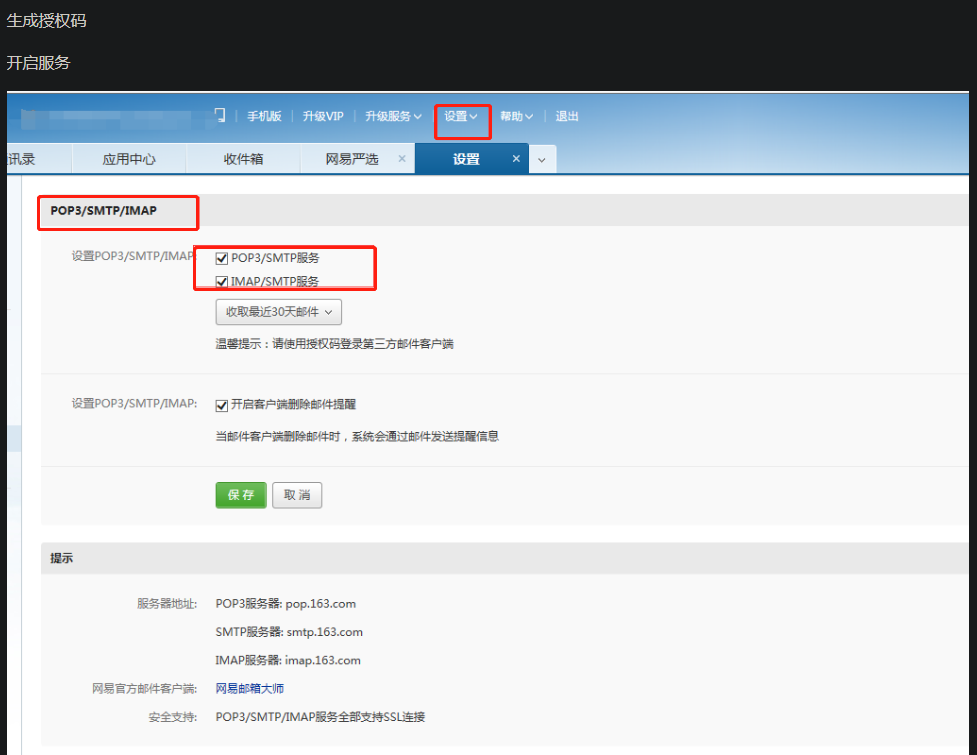 生成授权码
开启服务
手机版 升级VIP 升级服务 设置 帮助 退出
讯录 应用中心 收件箱 网易严选 设置
POP3/SMTP/IMAP
设置POP3/SMTP/IMAP: POP3/SMTP服务
IMAP/SMTP服务
收取最近30天邮件
温馨提示：请使用授权码登录第三方邮件客户端
设置POP3/SMTP/IMAP: 开启客户端删除邮件提醒
当邮件客户端删除邮件时，系统会通过邮件发送提醒信息
保存 取消
提示
服务器地址: POP3服务器: pop.163.com
SMTP服务器: smtp.163.com
IMAP服务器: imap.163.com
网易官方邮件客户端: 网易邮箱大师
安全支持: POP3/SMTP/IMAP服务全部支持SSL连接